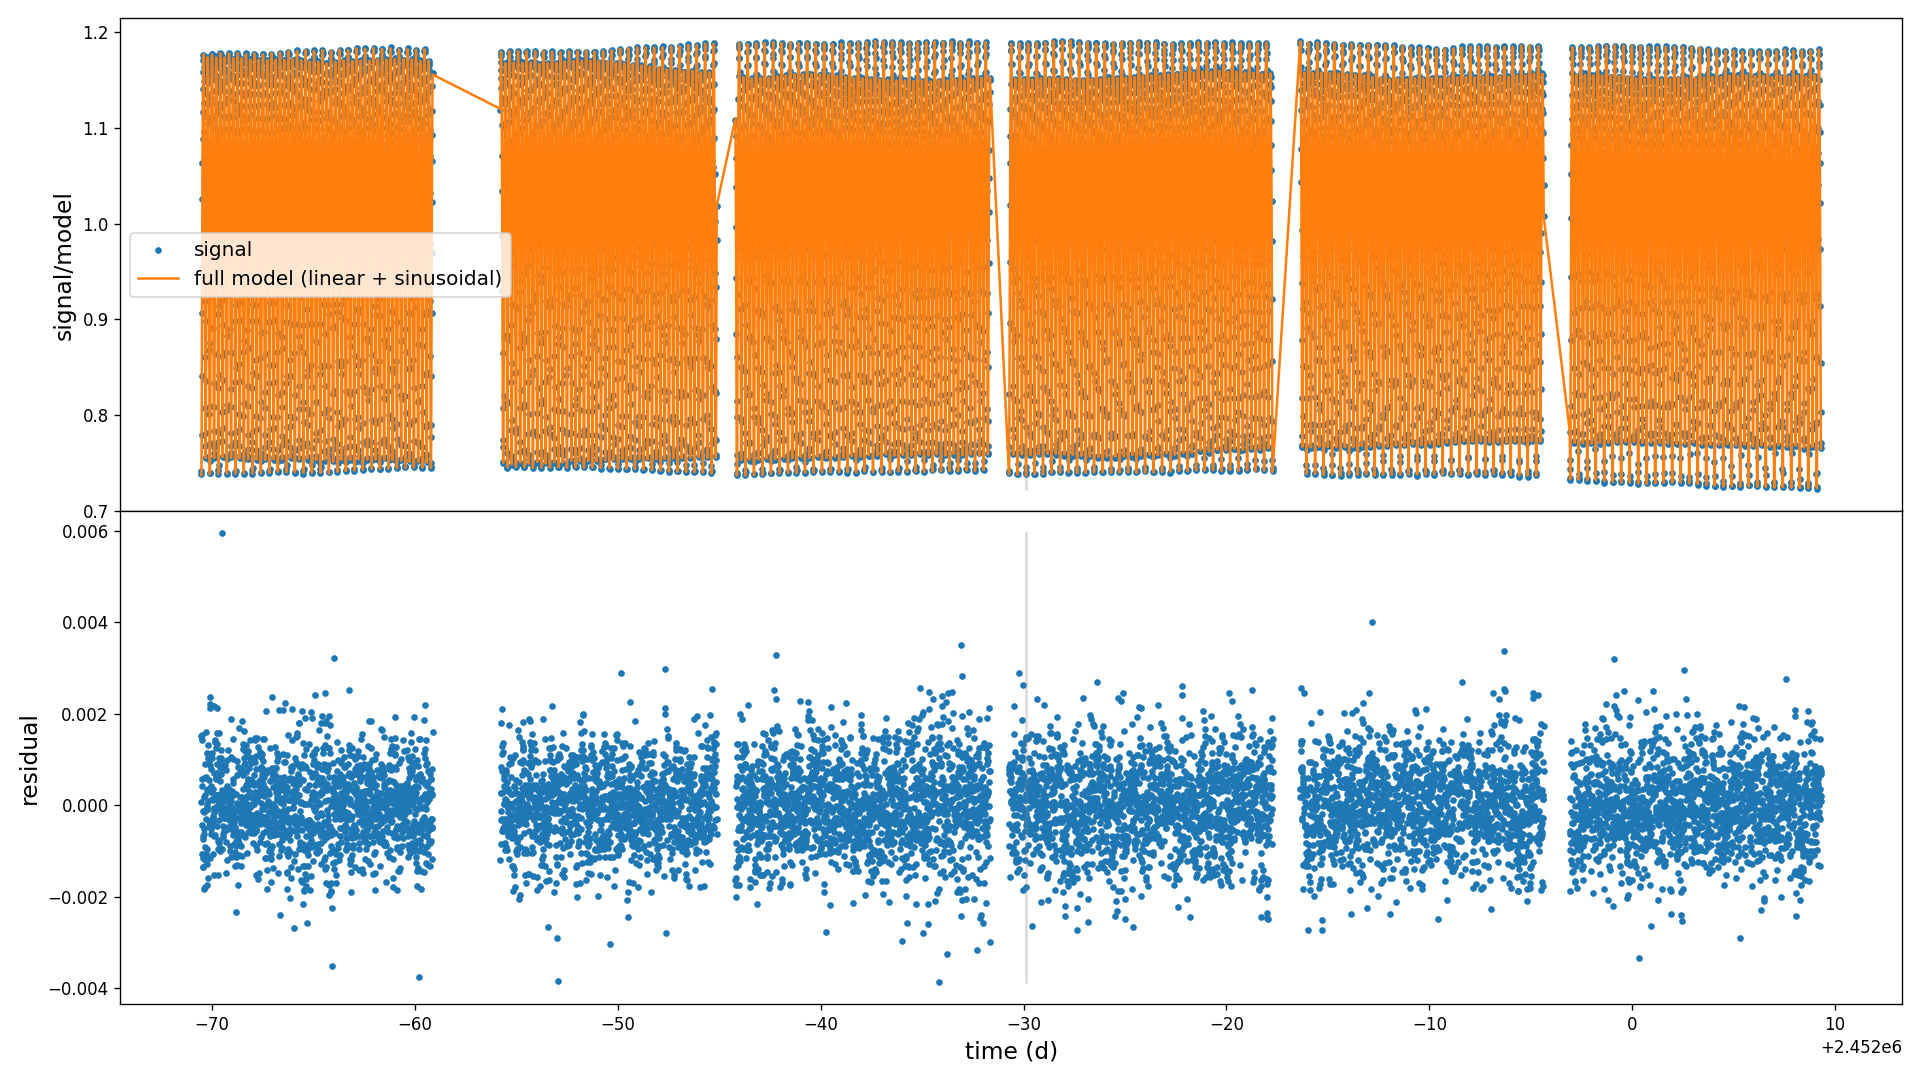 1.2
1.1
1.0
0.9
0.8
0.7
signal/model
signal
full model (linear + sinusoidal)
0.006
0.004
0.002
0.000
−0.002
−0.004
residual
−70 −60 −50 −40 −30 −20 −10 0 10
+2.452e6
time (d)